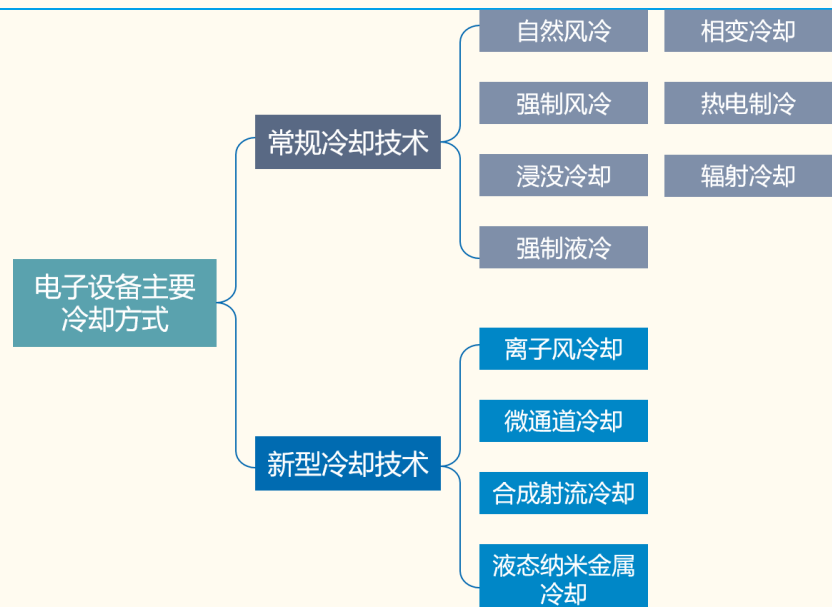 电子设备主要
冷却方式
常规冷却技术
自然风冷
相变冷却
强制风冷
热电制冷
浸没冷却
辐射冷却
强制液冷
新型冷却技术
离子风冷却
微通道冷却
合成射流冷却
液态纳米金属
冷却